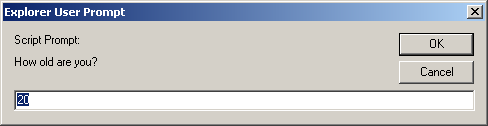 Explorer User Prompt
Script Prompt:
OK
How old are you?
Cancel
20